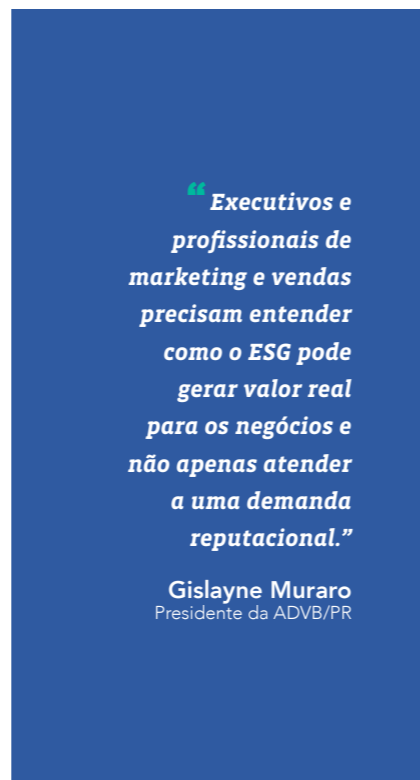 “Executivos e
profissionais de
marketing e vendas
precisam entender
como o ESG pode
gerar valor real
para os negócios e
não apenas atender
a uma demanda
reputacional.”
Gislayne Muraro
Presidente da ADVB/PR